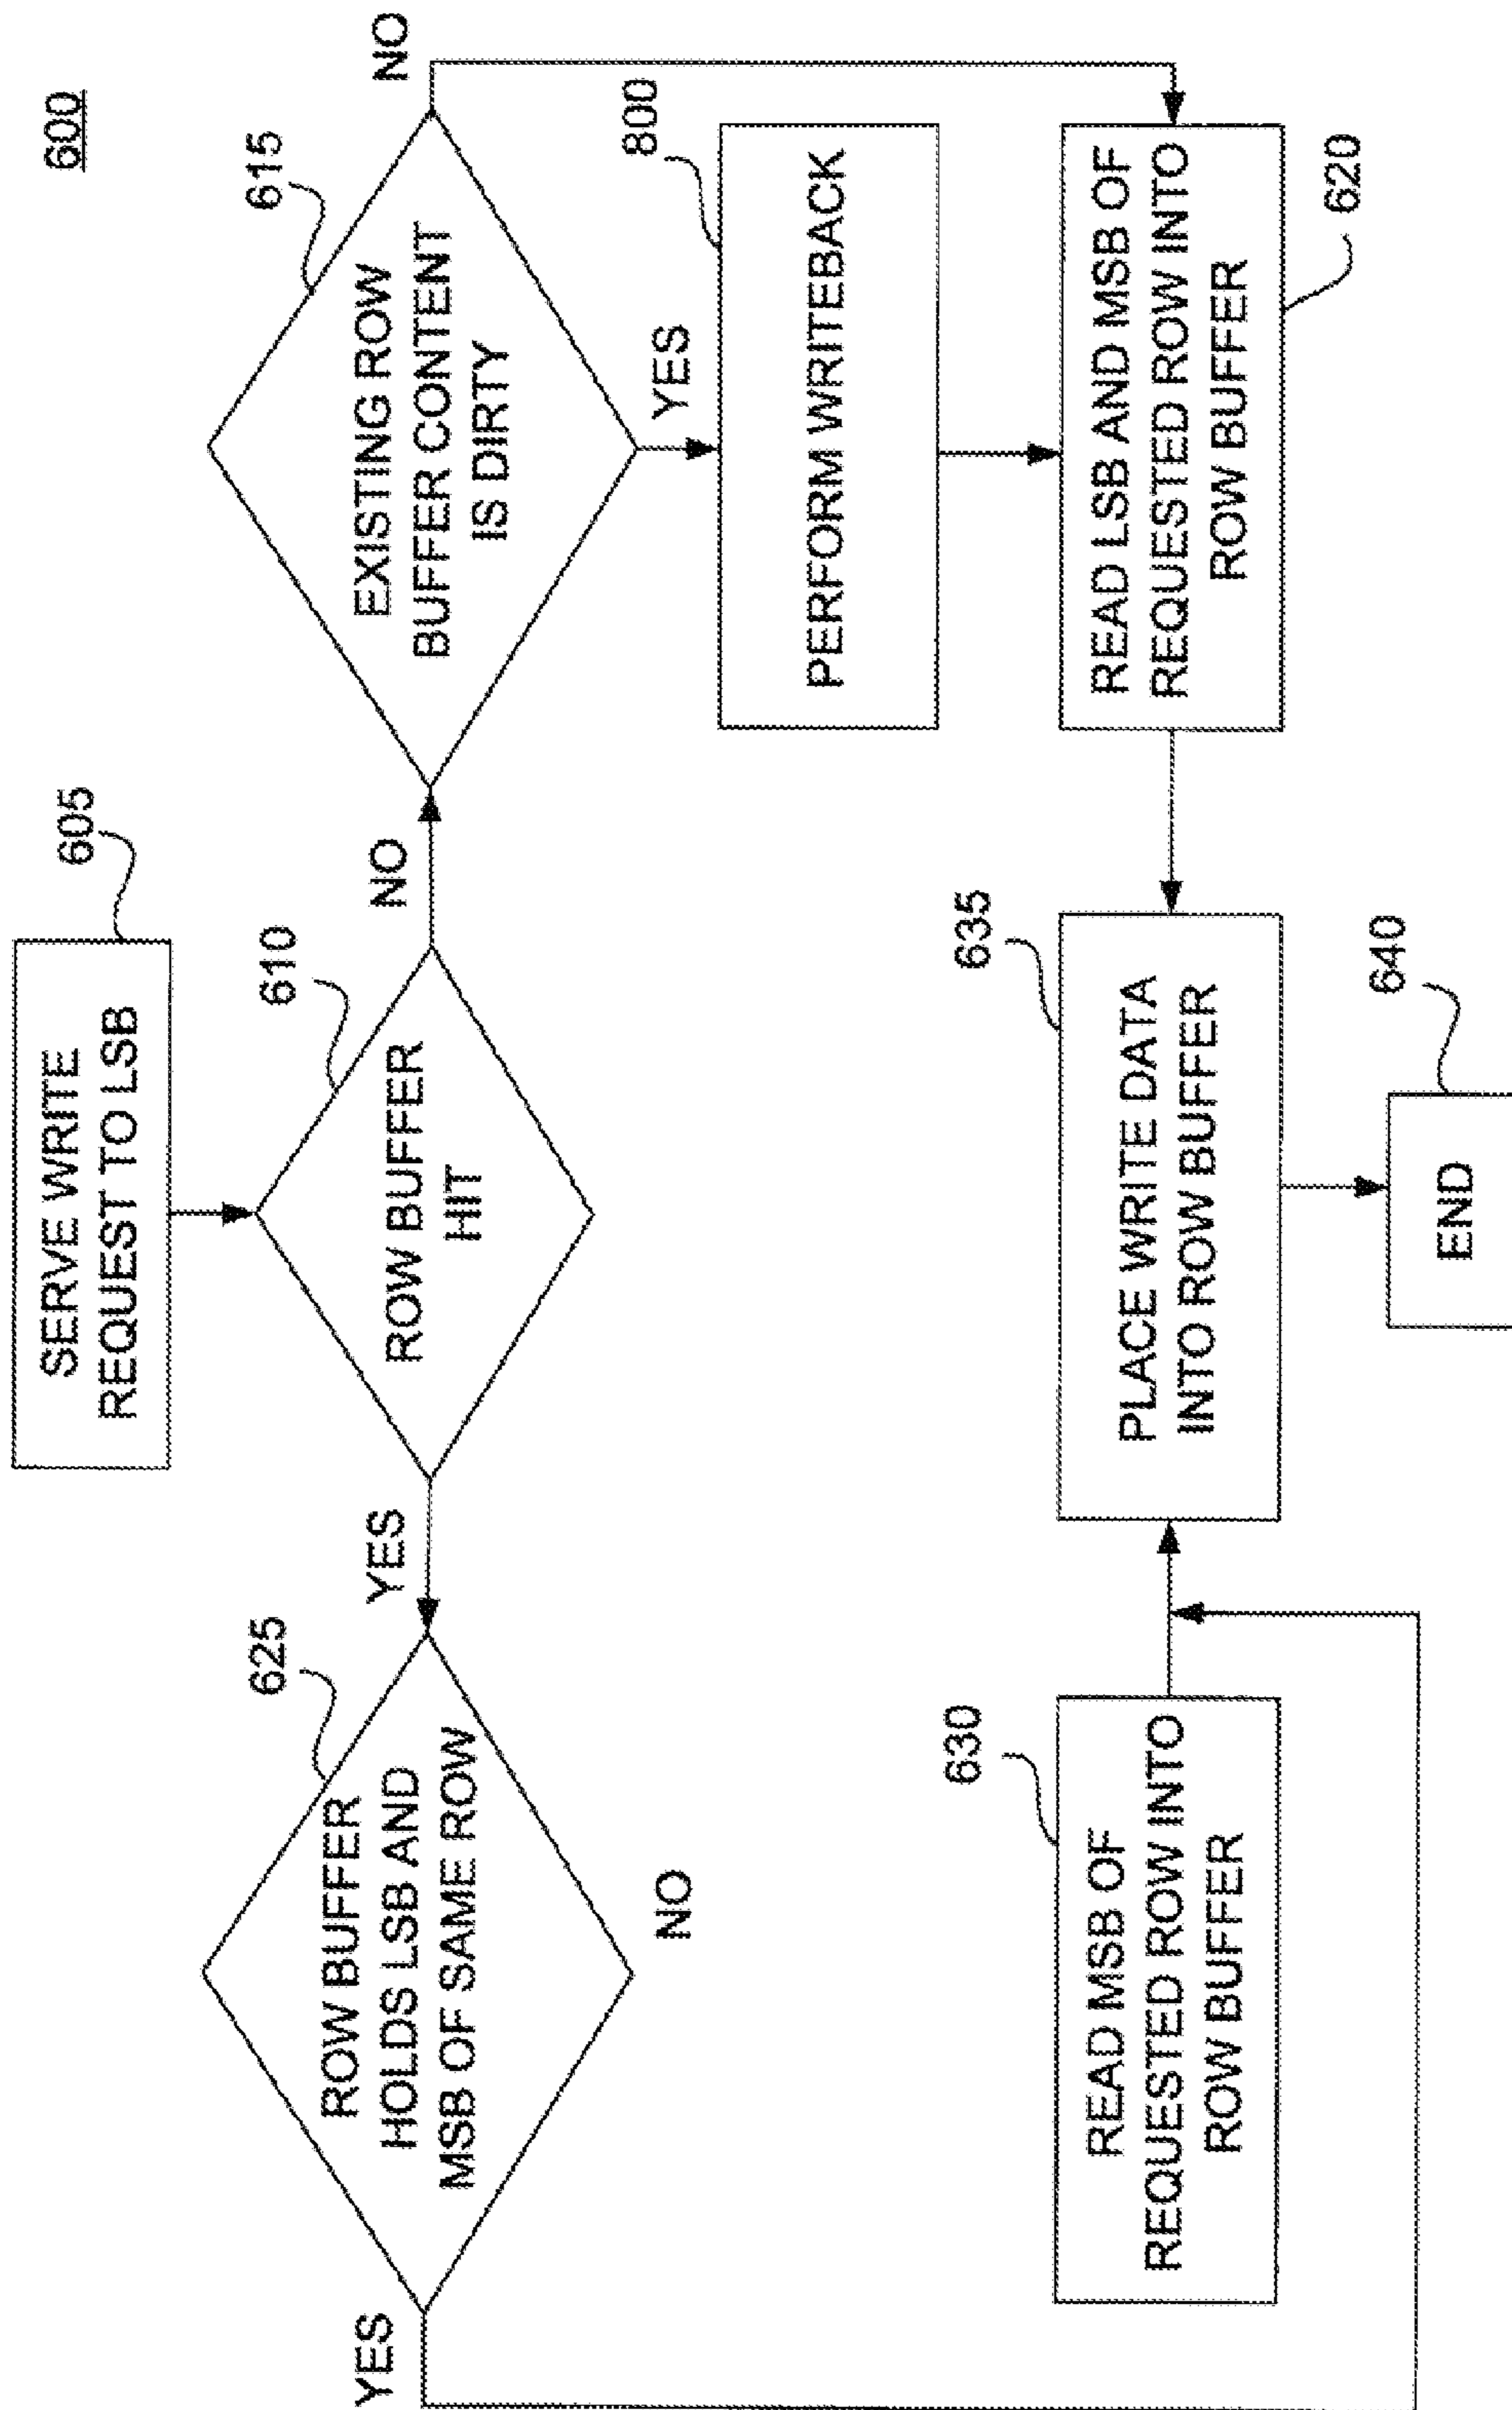 600
SERVE WRITE
REQUEST TO LSB
605
ROW BUFFER
HIT
610
YES
NO
ROW BUFFER
HOLDS LSB AND
MSB OF SAME ROW
625
YES
NO
EXISTING ROW
BUFFER CONTENT
IS DIRTY
615
NO
YES
PERFORM WRITEBACK
800
READ MSB OF
REQUESTED ROW INTO
ROW BUFFER
630
PLACE WRITE DATA
INTO ROW BUFFER
635
READ LSB AND MSB OF
REQUESTED ROW INTO
ROW BUFFER
620
END
640